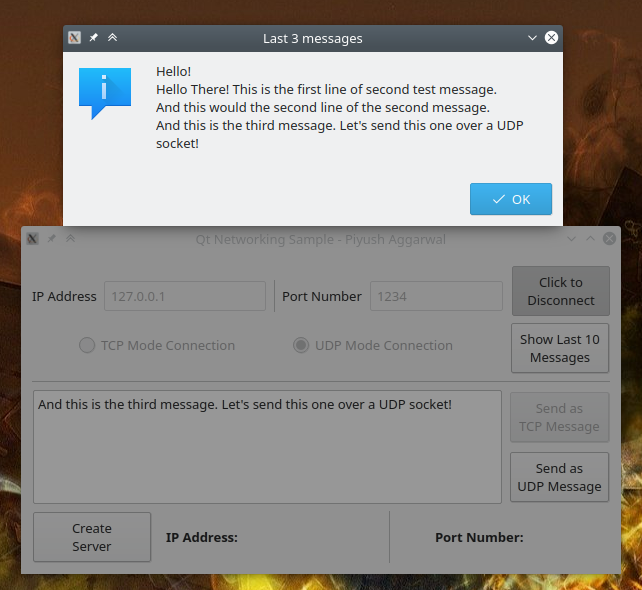 Last 3 messages
Hello!
Hello There! This is the first line of second test message.
And this would the second line of the second message.
And this is the third message. Let's send this one over a UDP
socket!
OK
Qt Networking Sample - Piyush Aggarwal
IP Address
127.0.0.1
Port Number
1234
Click to
Disconnect
TCP Mode Connection
UDP Mode Connection
Show Last 10
Messages
And this is the third message. Let's send this one over a UDP socket!
Send as
TCP Message
Send as
UDP Message
Create
Server
IP Address:
Port Number: